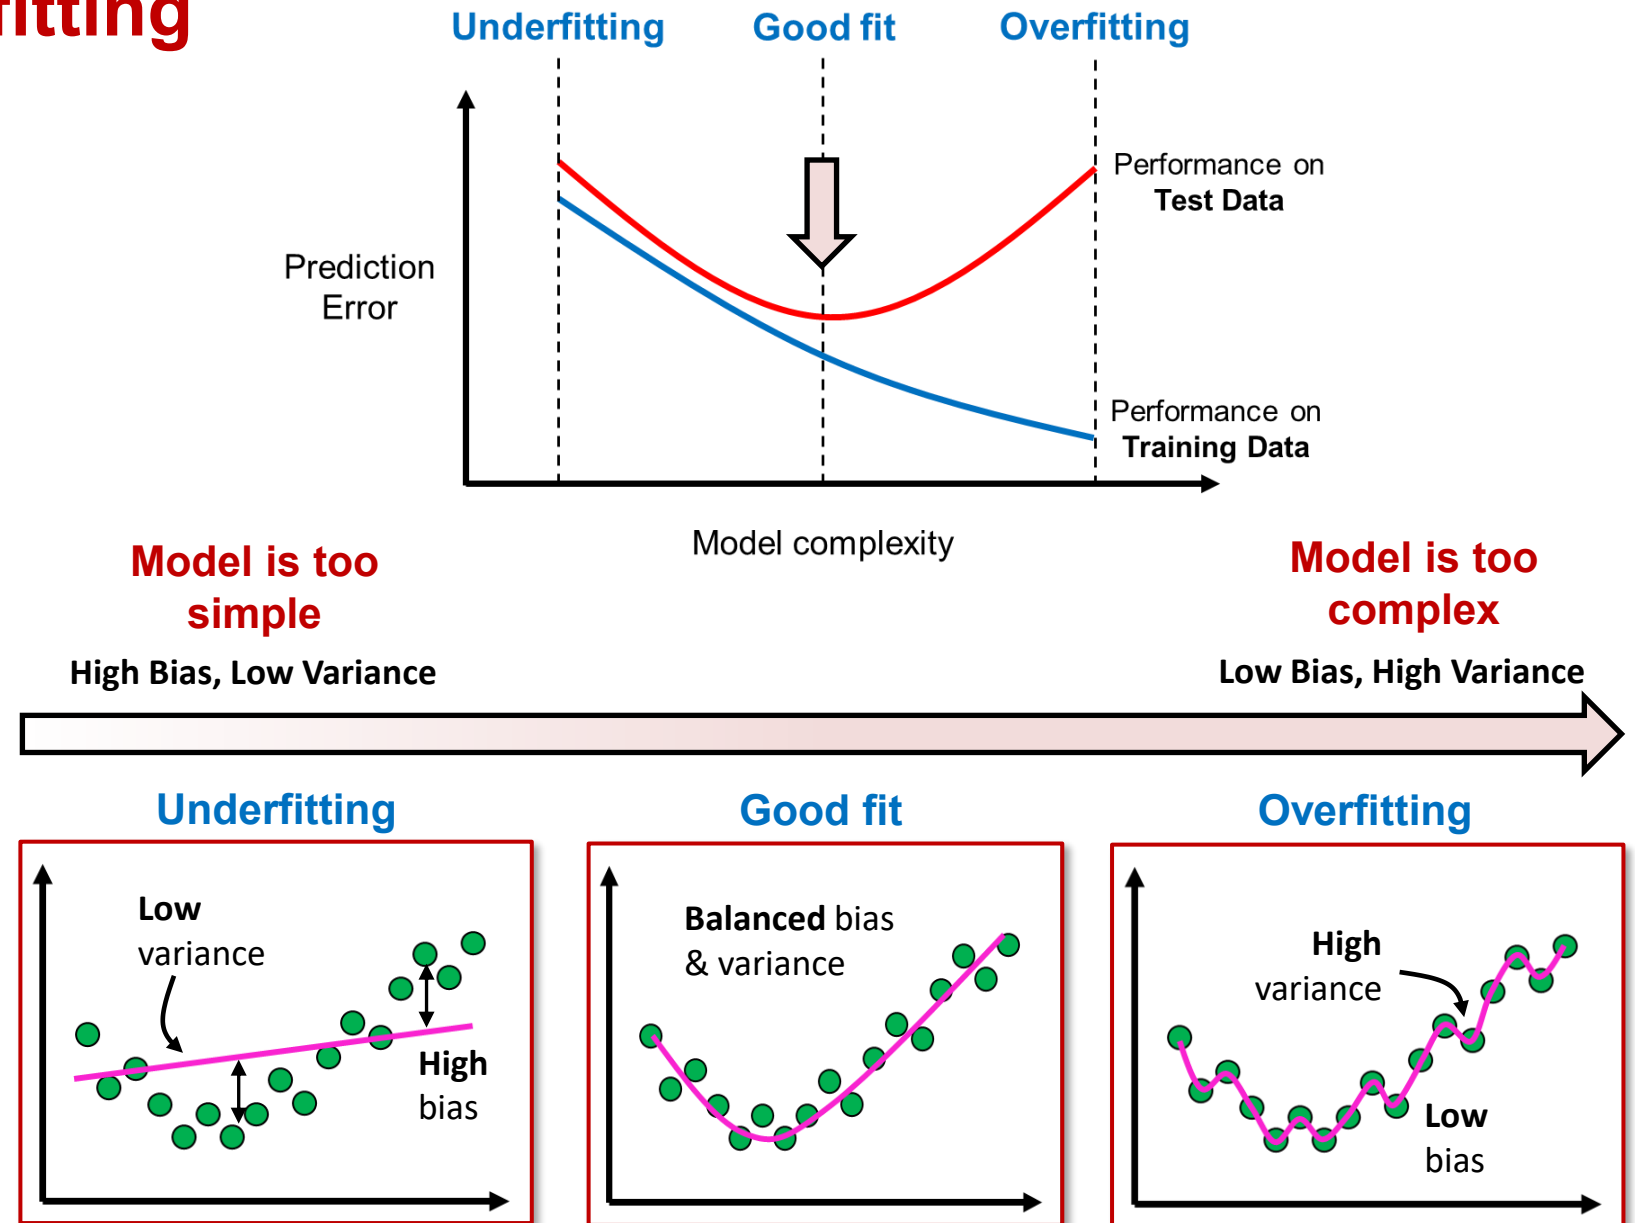 fitting
Underfitting
Good fit
Overfitting
Prediction
Error
Performance on
Test Data
Performance on
Training Data
Model complexity
Model is too
simple
High Bias, Low Variance
Model is too
complex
Low Bias, High Variance
Underfitting
Good fit
Overfitting
Low
variance
High
bias
Balanced bias
& variance
High
variance
Low
bias